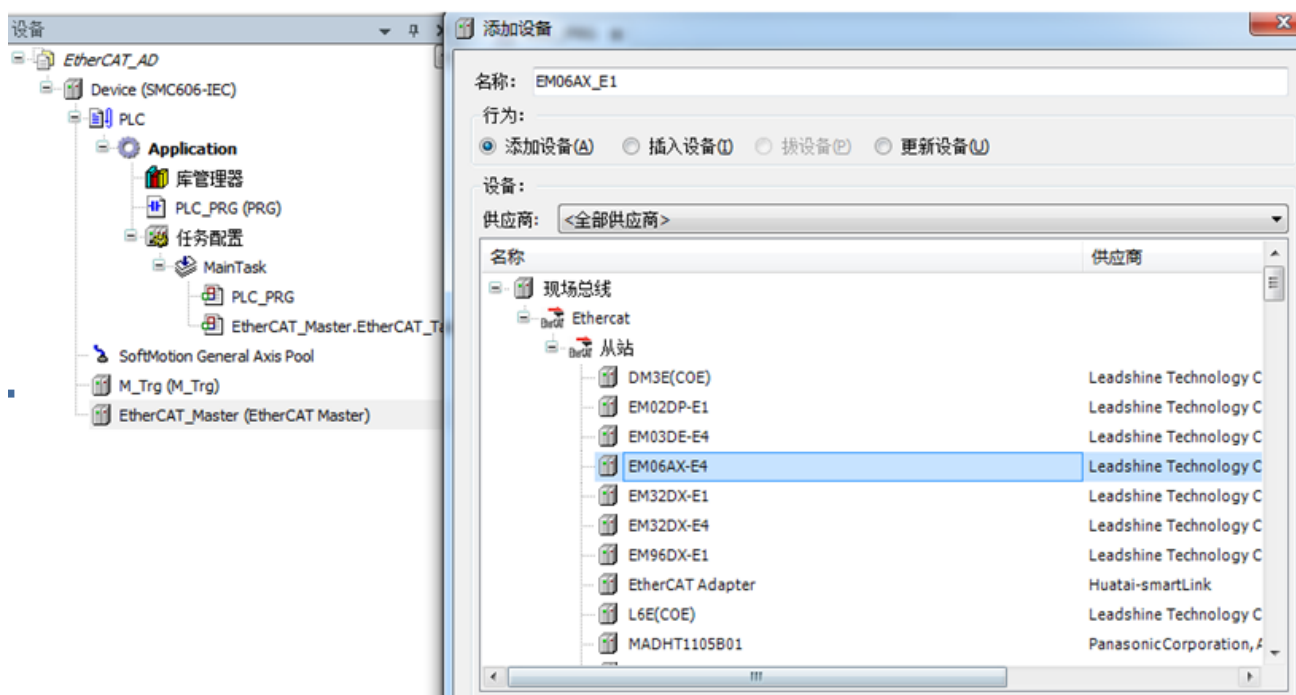 设备
EtherCAT_AD
Device (SMC606-IEC)
PLC
Application
库管理器
PLC_PRG (PRG)
任务配置
MainTask
PLC_PRG
EtherCAT_Master.EtherCAT_Ta
SoftMotion General Axis Pool
M_Trg (M_Trg)
EtherCAT_Master (EtherCAT Master)
添加设备
名称: EM06AX_E1
行为:
添加设备(A) 插入设备(I) 拔设备(P) 更新设备(U)
设备:
供应商: <全部供应商>
名称 供应商
现场总线
Ethercat
从站
DM3E(COE) Leadshine Technology C
EM02DP-E1 Leadshine Technology C
EM03DE-E4 Leadshine Technology C
EM06AX-E4 Leadshine Technology C
EM32DX-E1 Leadshine Technology C
EM32DX-E4 Leadshine Technology C
EM96DX-E1 Leadshine Technology C
EtherCAT Adapter Huatai-smartLink
L6E(COE) Leadshine Technology C
MADHT1105B01 PanasonicCorporation, A